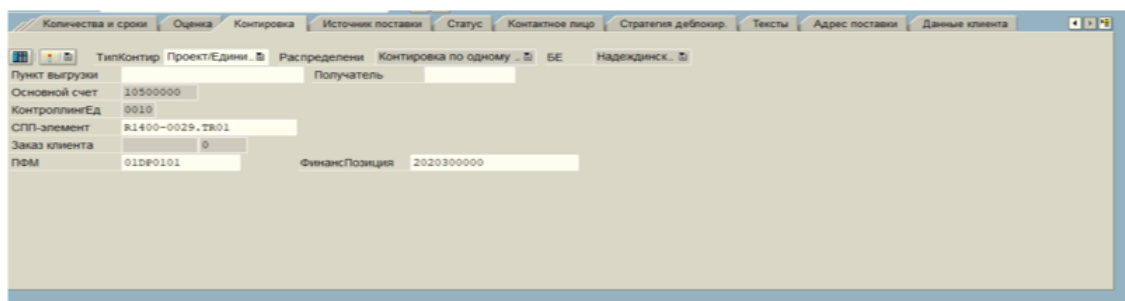 Количества и сроки Оценка Контировка Источник поставки Статус Контактное лицо Стратегия деблокир. Тексты Адрес поставки Данные клиента
ТипКонтир Проект/Едини.. Распределени Контировка по одному .. БЕ Надеждинск..
Пункт выгрузки Получатель
Основной счет 10500000
КонтроллингЕд 0010
СПП-элемент R1400-0029.TR01
Заказ клиента 0
ПФМ 01DP0101 ФинансПозиция 2020300000